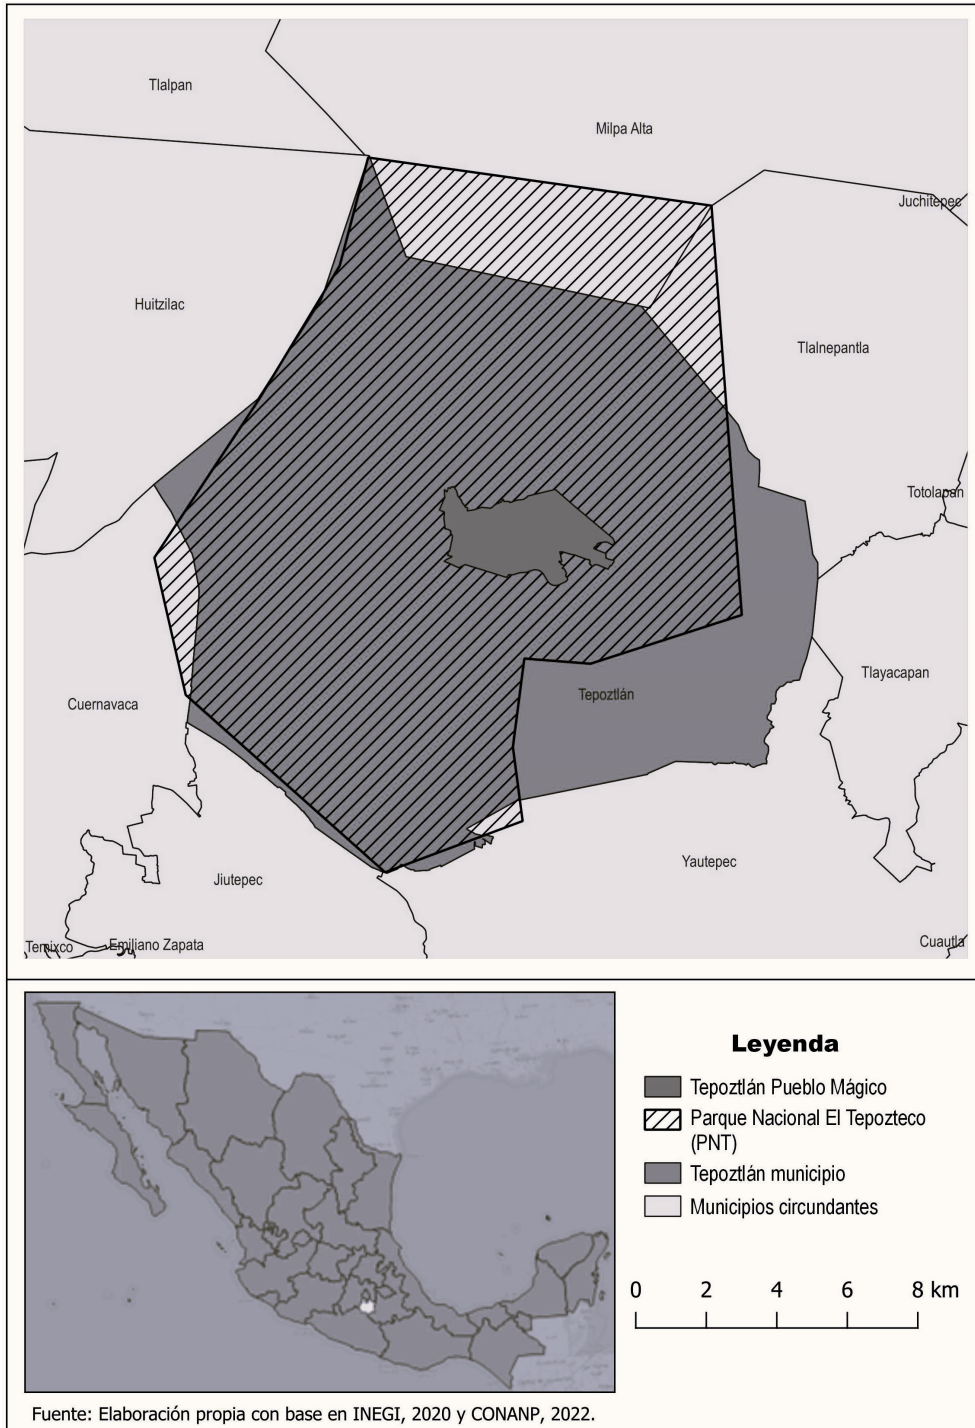 Tlalpan
Milpa Alta
Juchitepec
Huitzilac
Tlalnepantla
Totolapan
Tlayacapan
Tepoztlán
Cuernavaca
Yautepec
Jiutepec
Temixco
Emiliano Zapata
Cuautla
Leyenda
Tepoztlán Pueblo Mágico
Parque Nacional El Tepozteco
(PNT)
Tepoztlán municipio
Municipios circundantes
0 2 4 6 8 km
Fuente: Elaboración propia con base en INEGI, 2020 y CONANP, 2022.